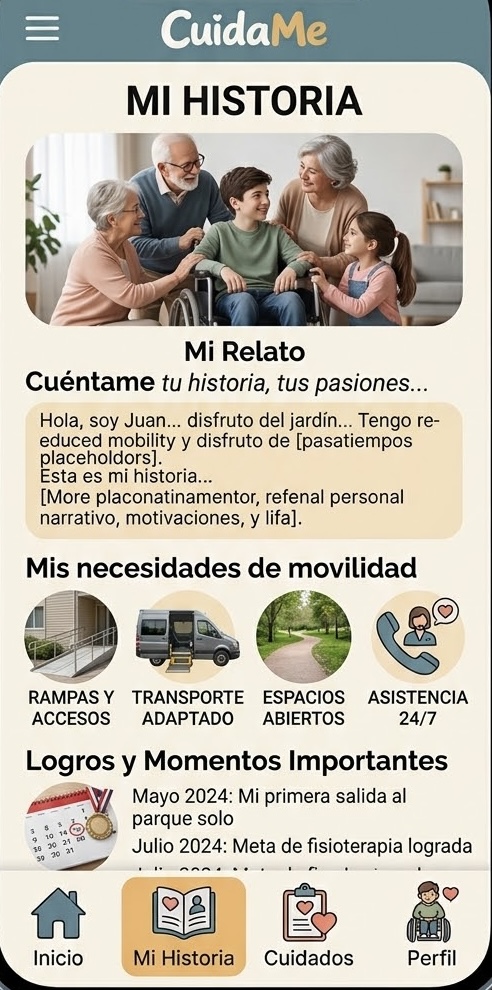 CuidaMe
MI HISTORIA
Mi Relato
Cuéntame tu historia, tus pasiones...
Hola, soy Juan... disfruto del jardín... Tengo re-
educed mobility y disfruto de [pasatiempos
placeholdors].
Esta es mi historia...
[More placonatinamentor, refenal personal
narrativo, motivaciones, y lifa].
Mis necesidades de movilidad
RAMPAS Y
ACCESOS
TRANSPORTE
ADAPTADO
ESPACIOS
ABIERTOS
ASISTENCIA
24/7
Logros y Momentos Importantes
Mayo 2024: Mi primera salida al
parque solo
Julio 2024: Meta de fisioterapia lograda
Inicio
Mi Historia
Cuidados
Perfil